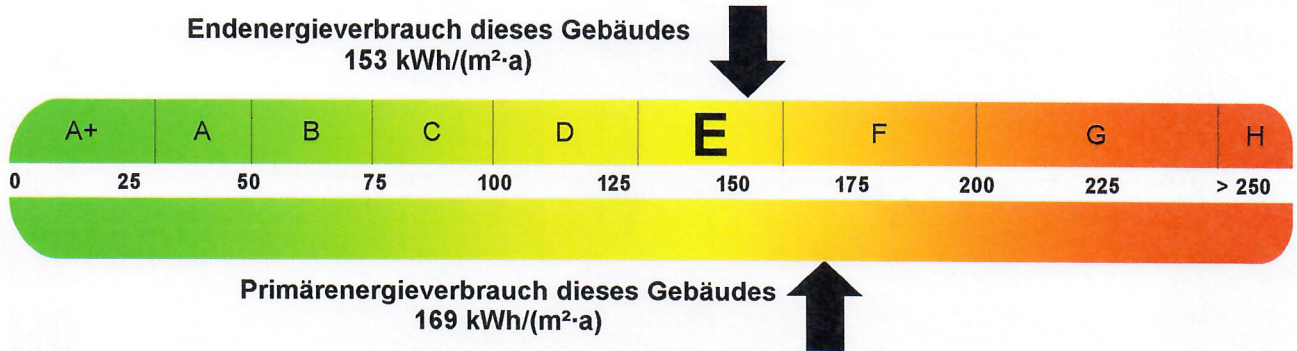 Endenergieverbrauch dieses Gebäudes
153 kWh/(m²·a)
A+ A B C D E F G H
0 25 50 75 100 125 150 175 200 225 > 250
Primärenergieverbrauch dieses Gebäudes
169 kWh/(m²·a)